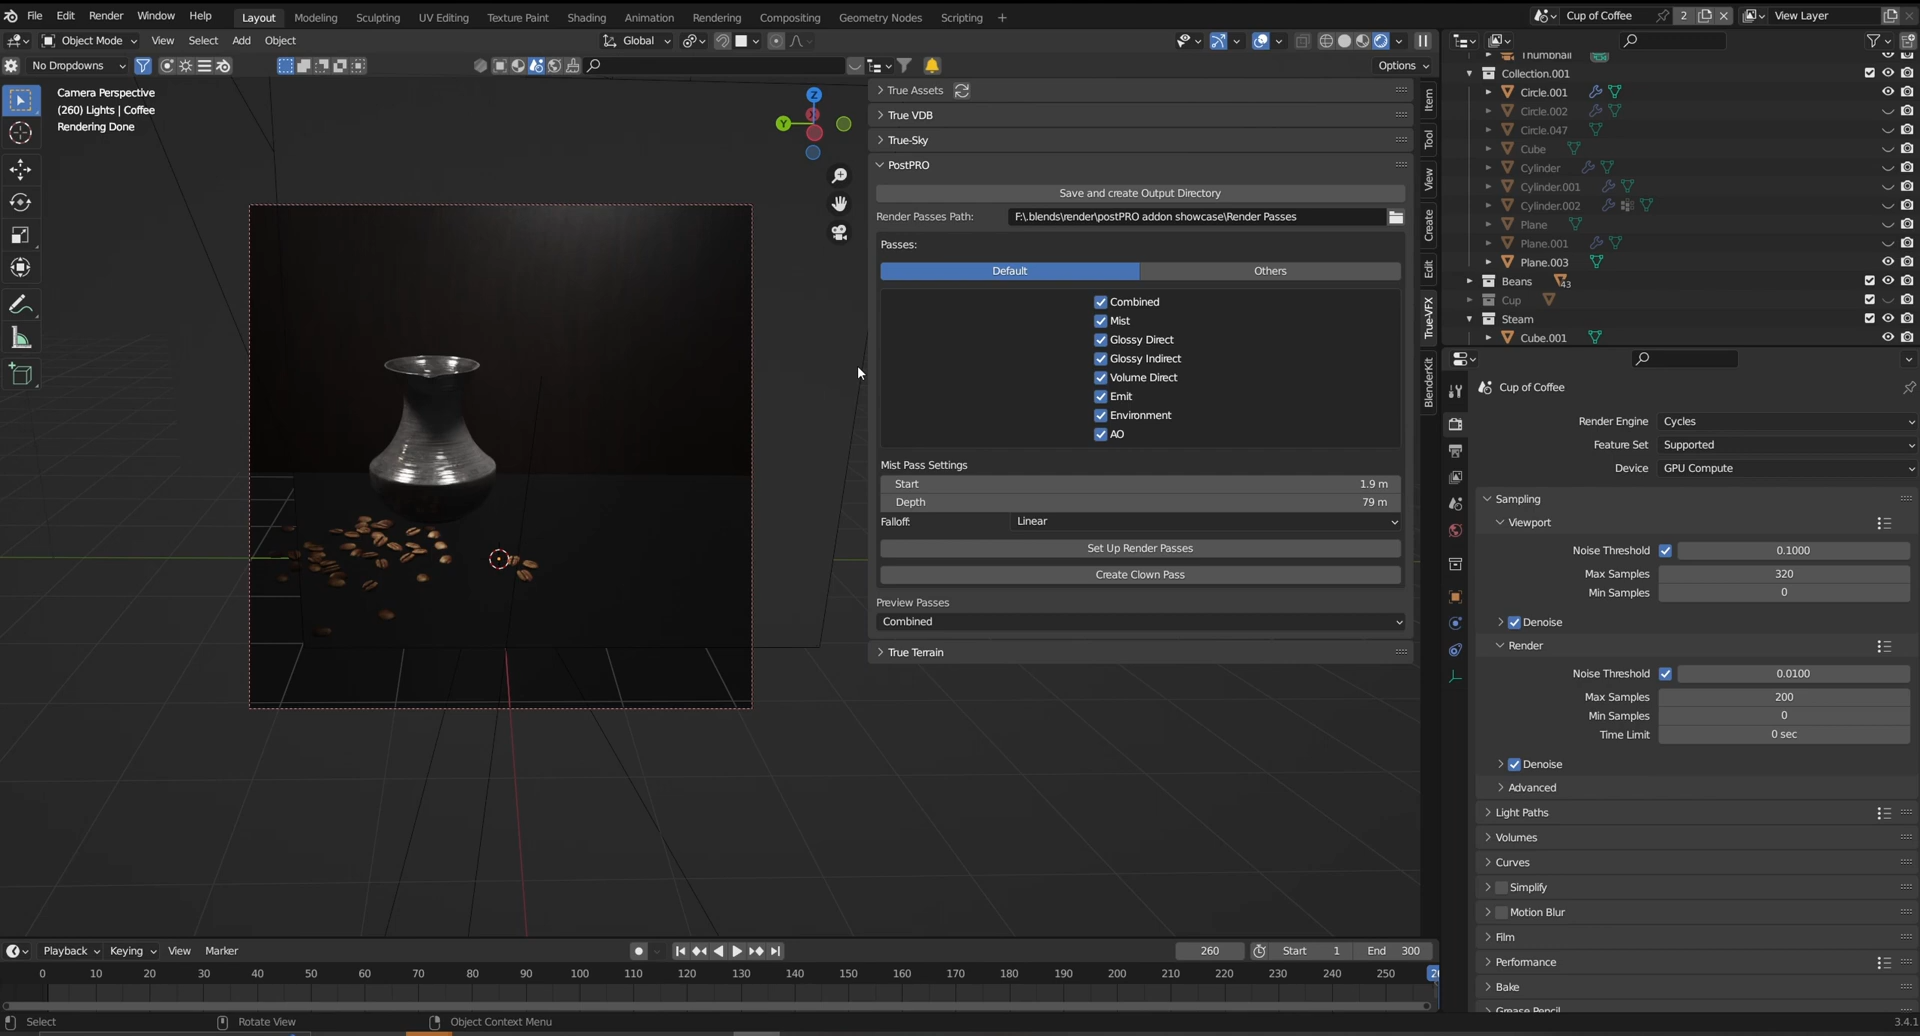 File Edit Render Window Help Layout Modeling Sculpting UV Editing Texture Paint Shading Animation Rendering Compositing Geometry Nodes Scripting + Cup of Coffee 2 View Layer
Object Mode View Select Add Object Global
No Dropdowns Options
Camera Perspective
(260) Lights | Coffee
Rendering Done
Z
Y
True Assets
True VDB
True-Sky
PostPRO
Save and create Output Directory
Render Passes Path: F:\.blends\render\postPRO addon showcase\Render Passes
Passes:
Default Others
Combined
Mist
Glossy Direct
Glossy Indirect
Volume Direct
Emit
Environment
AO
Mist Pass Settings
Start 1.9 m
Depth 79 m
Falloff: Linear
Set Up Render Passes
Create Clown Pass
Preview Passes
Combined
True Terrain
Item
Tool
View
Create
Edit
True-VFX
BlenderKit
Thumbnail
Collection.001
Circle.001
Circle.002
Circle.047
Cube
Cylinder
Cylinder.001
Cylinder.002
Plane
Plane.001
Plane.003
Beans 43
Cup
Steam
Cube.001
Cup of Coffee
Render Engine Cycles
Feature Set Supported
Device GPU Compute
Sampling
Viewport
Noise Threshold 0.1000
Max Samples 320
Min Samples 0
Denoise
Render
Noise Threshold 0.0100
Max Samples 200
Min Samples 0
Time Limit 0 sec
Denoise
Advanced
Light Paths
Volumes
Curves
Simplify
Motion Blur
Film
Performance
Bake
Grease Pencil
Playback Keying View Marker 260 Start 1 End 300
0 10 20 30 40 50 60 70 80 90 100 110 120 130 140 150 160 170 180 190 200 210 220 230 240 250
Select Rotate View Object Context Menu 3.4.1